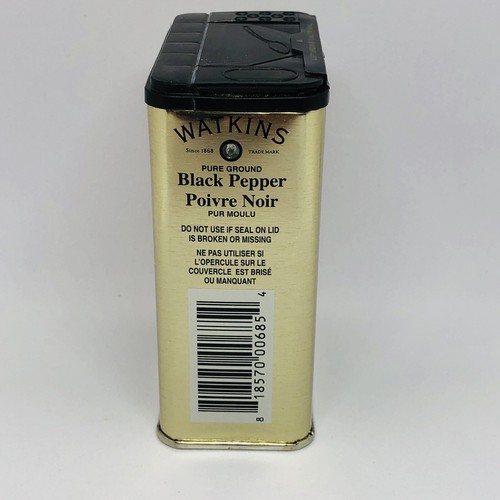 WATKINS
Since 1868 TRADE MARK
PURE GROUND
Black Pepper
Poivre Noir
PUR MOULU
DO NOT USE IF SEAL ON LID
IS BROKEN OR MISSING
NE PAS UTILISER SI
L'OPERCULE SUR LE
COUVERCLE EST BRISÉ
OU MANQUANT
8 18570 00685 4